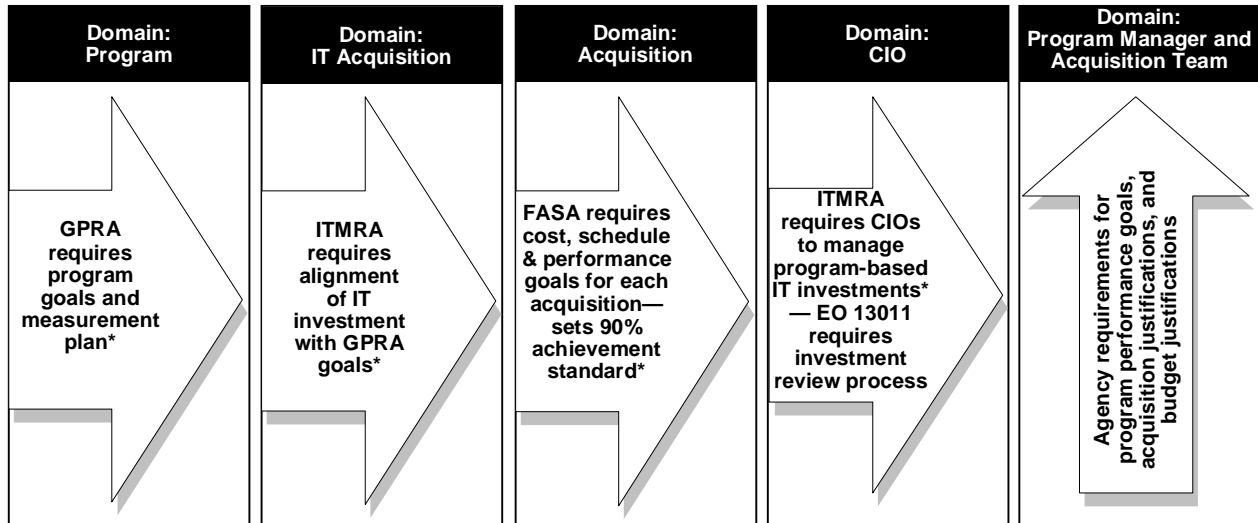 Domain:
Program
GPRA
requires
program
goals and
measurement
plan*
Domain:
IT Acquisition
ITMRA
requires
alignment
of IT
investment
with GPRA
goals*
Domain:
Acquisition
FASA requires
cost, schedule
& performance
goals for each
acquisition—
sets 90%
achievement
standard*
Domain:
CIO
ITMRA
requires CIOs
to manage
program-based
IT investments*
— EO 13011
requires
investment
review process
Domain:
Program Manager and
Acquisition Team
Agency requirements for
program performance goals,
acquisition justifications, and
budget justifications